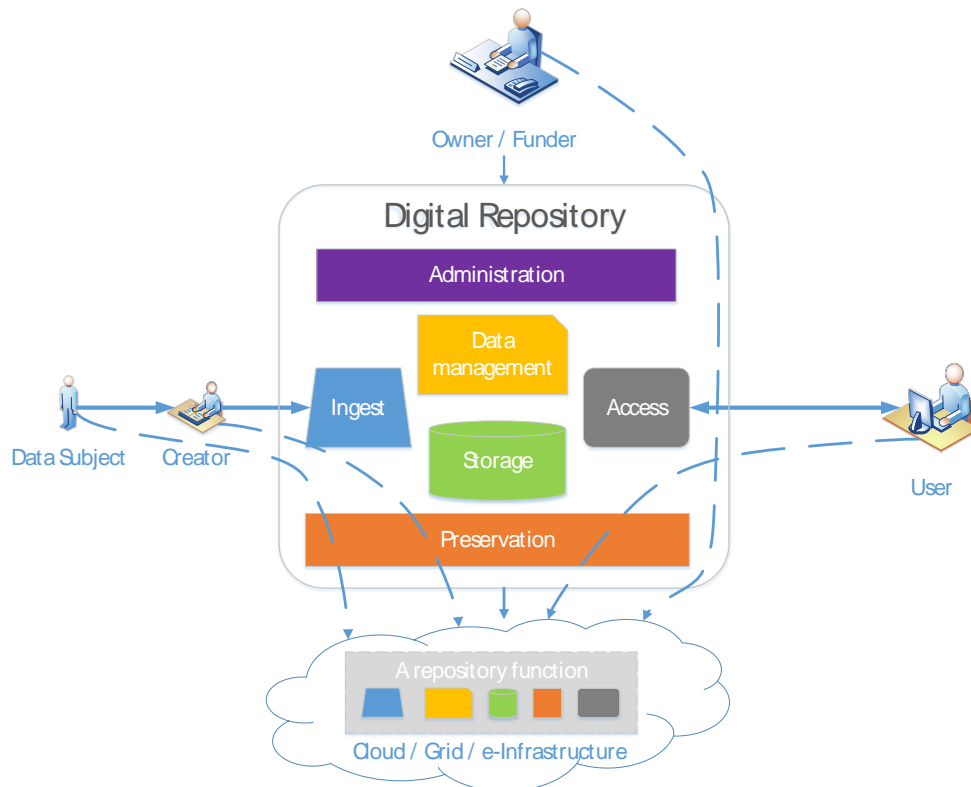 Owner / Funder
Digital Repository
Administration
Data
management
Ingest
Access
Storage
Data Subject
Creator
User
Preservation
A repository function
Cloud / Grid / e-Infrastructure